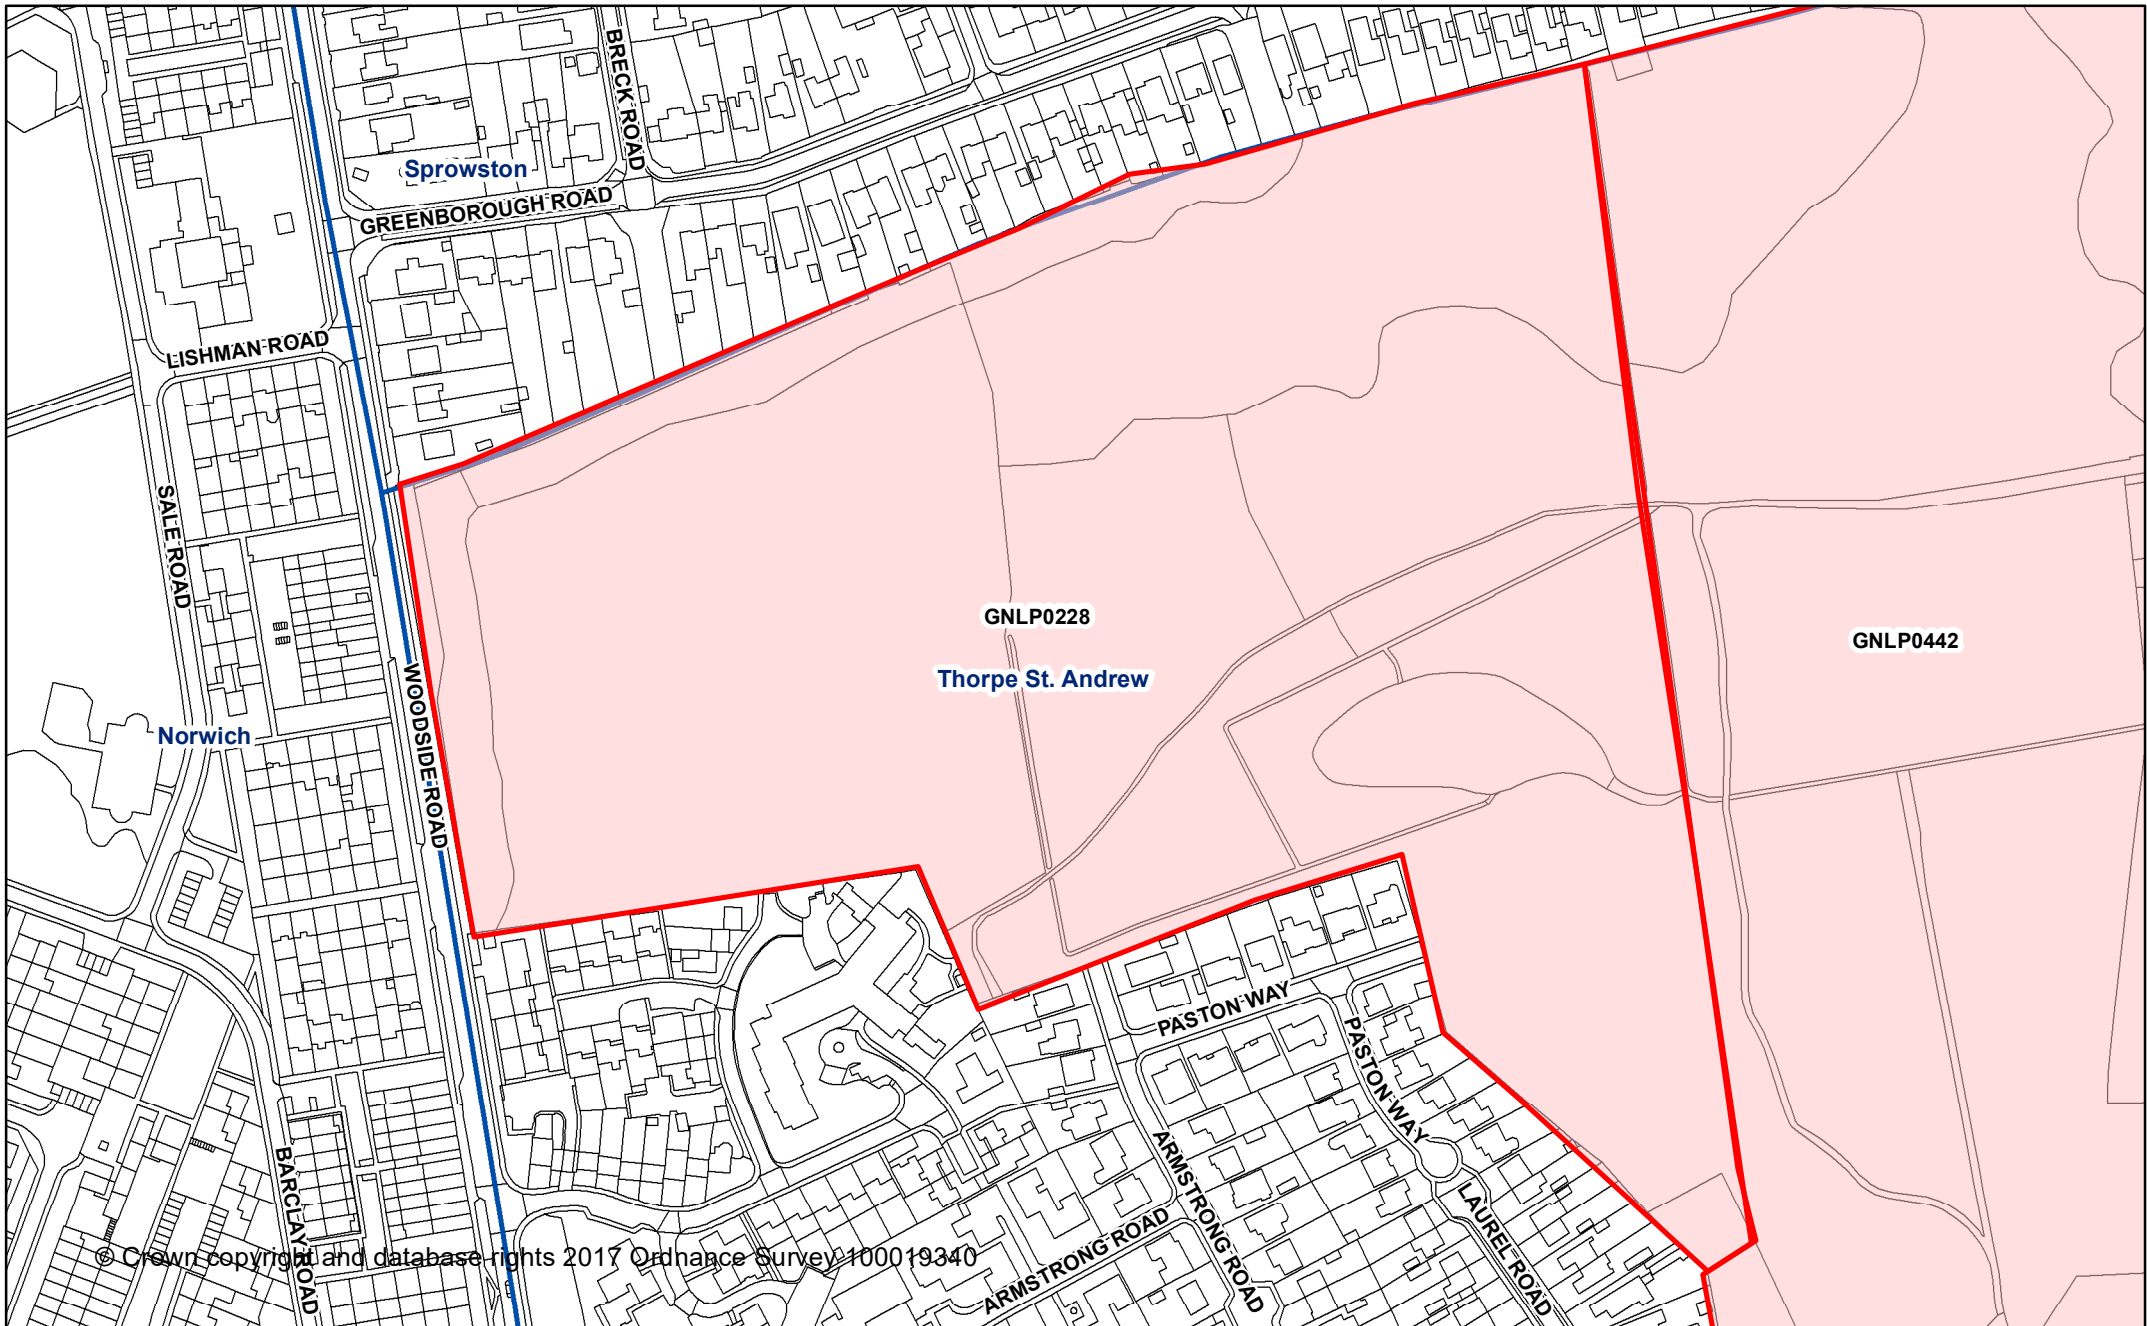 BRECK ROAD
Sprowston
GREENBOROUGH ROAD
LISHMAN ROAD
SALE ROAD
GNLP0228
GNLP0442
Thorpe St. Andrew
Norwich
WOODSIDE ROAD
PASTON WAY
PASTON WAY
ARMSTRONG ROAD
BARCLAY ROAD
LAUREL ROAD
ARMSTRONG ROAD
© Crown copyright and database rights 2017 Ordnance Survey 100019340